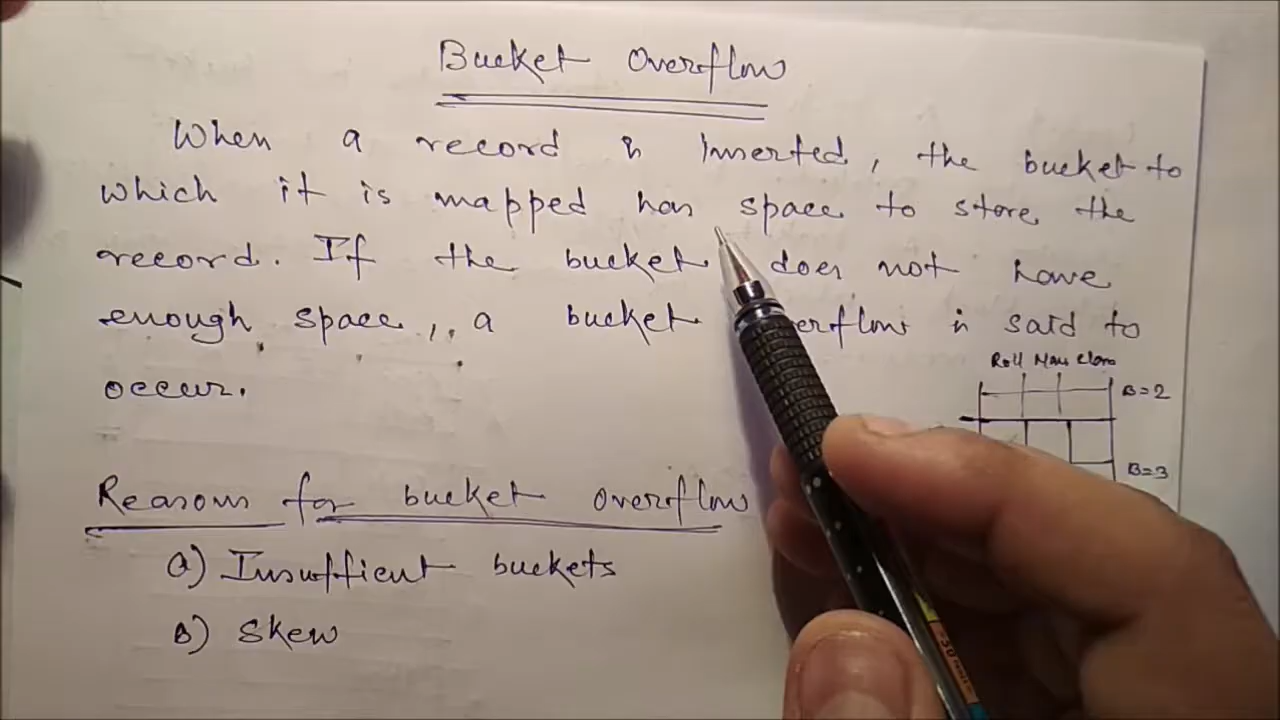 Bucket Overflow
When a record is inserted, the bucket to
which it is mapped has space to store the
record. If the bucket does not have
enough space, a bucket erflow is said to
occur.
Roll Class
B=2
B=3
Reasons for bucket overflow
a) Insufficient buckets
B) Skew